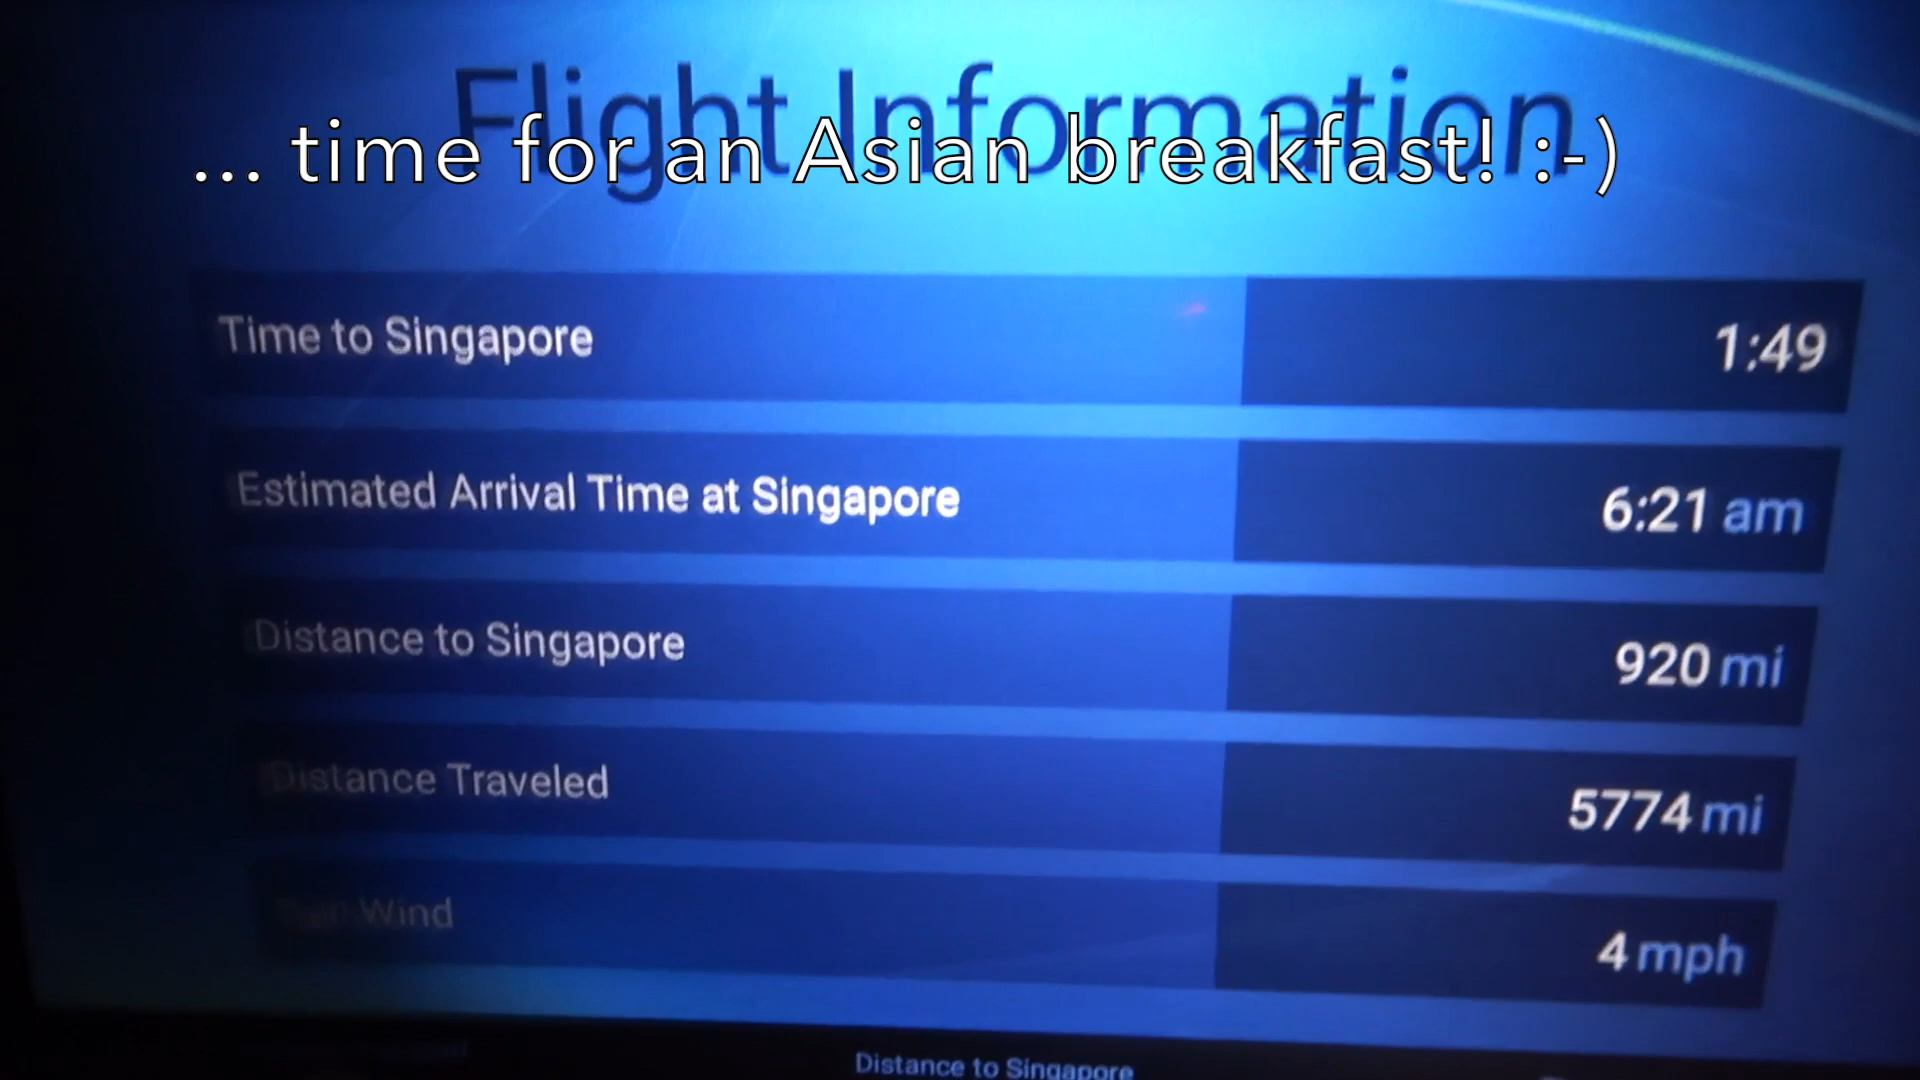 Flight Information
... time for an Asian breakfast! :-)
Time to Singapore 1:49
Estimated Arrival Time at Singapore 6:21 am
Distance to Singapore 920 mi
Distance Traveled 5774 mi
Wind 4 mph
Distance to Singapore